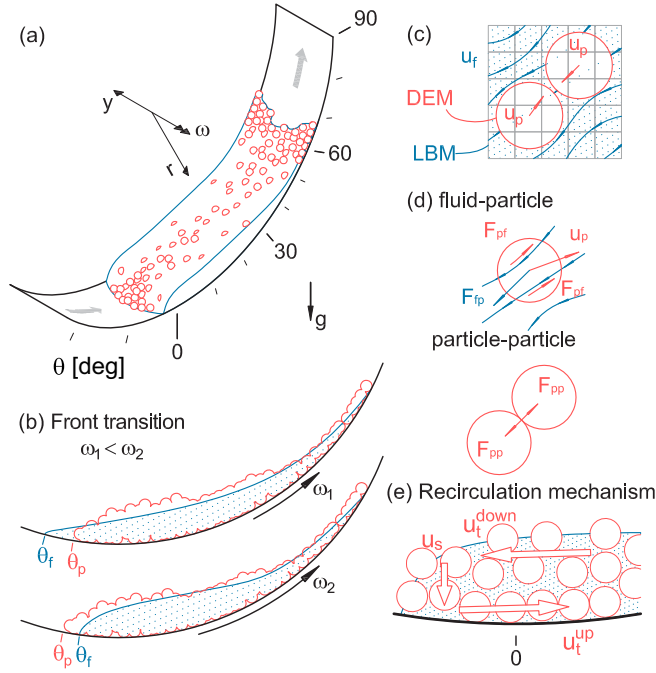 (a)
90
60
30
0
y
ω
r
g
θ [deg]
(b) Front transition
ω₁ < ω₂
ω₁
θf
θp
ω₂
θp θf
(c)
uf
up
DEM
up
LBM
(d) fluid-particle
Fpf
up
Ffp
Fpf
particle-particle
Fpp
Fpp
(e) Recirculation mechanism
us
ut down
ut up
0